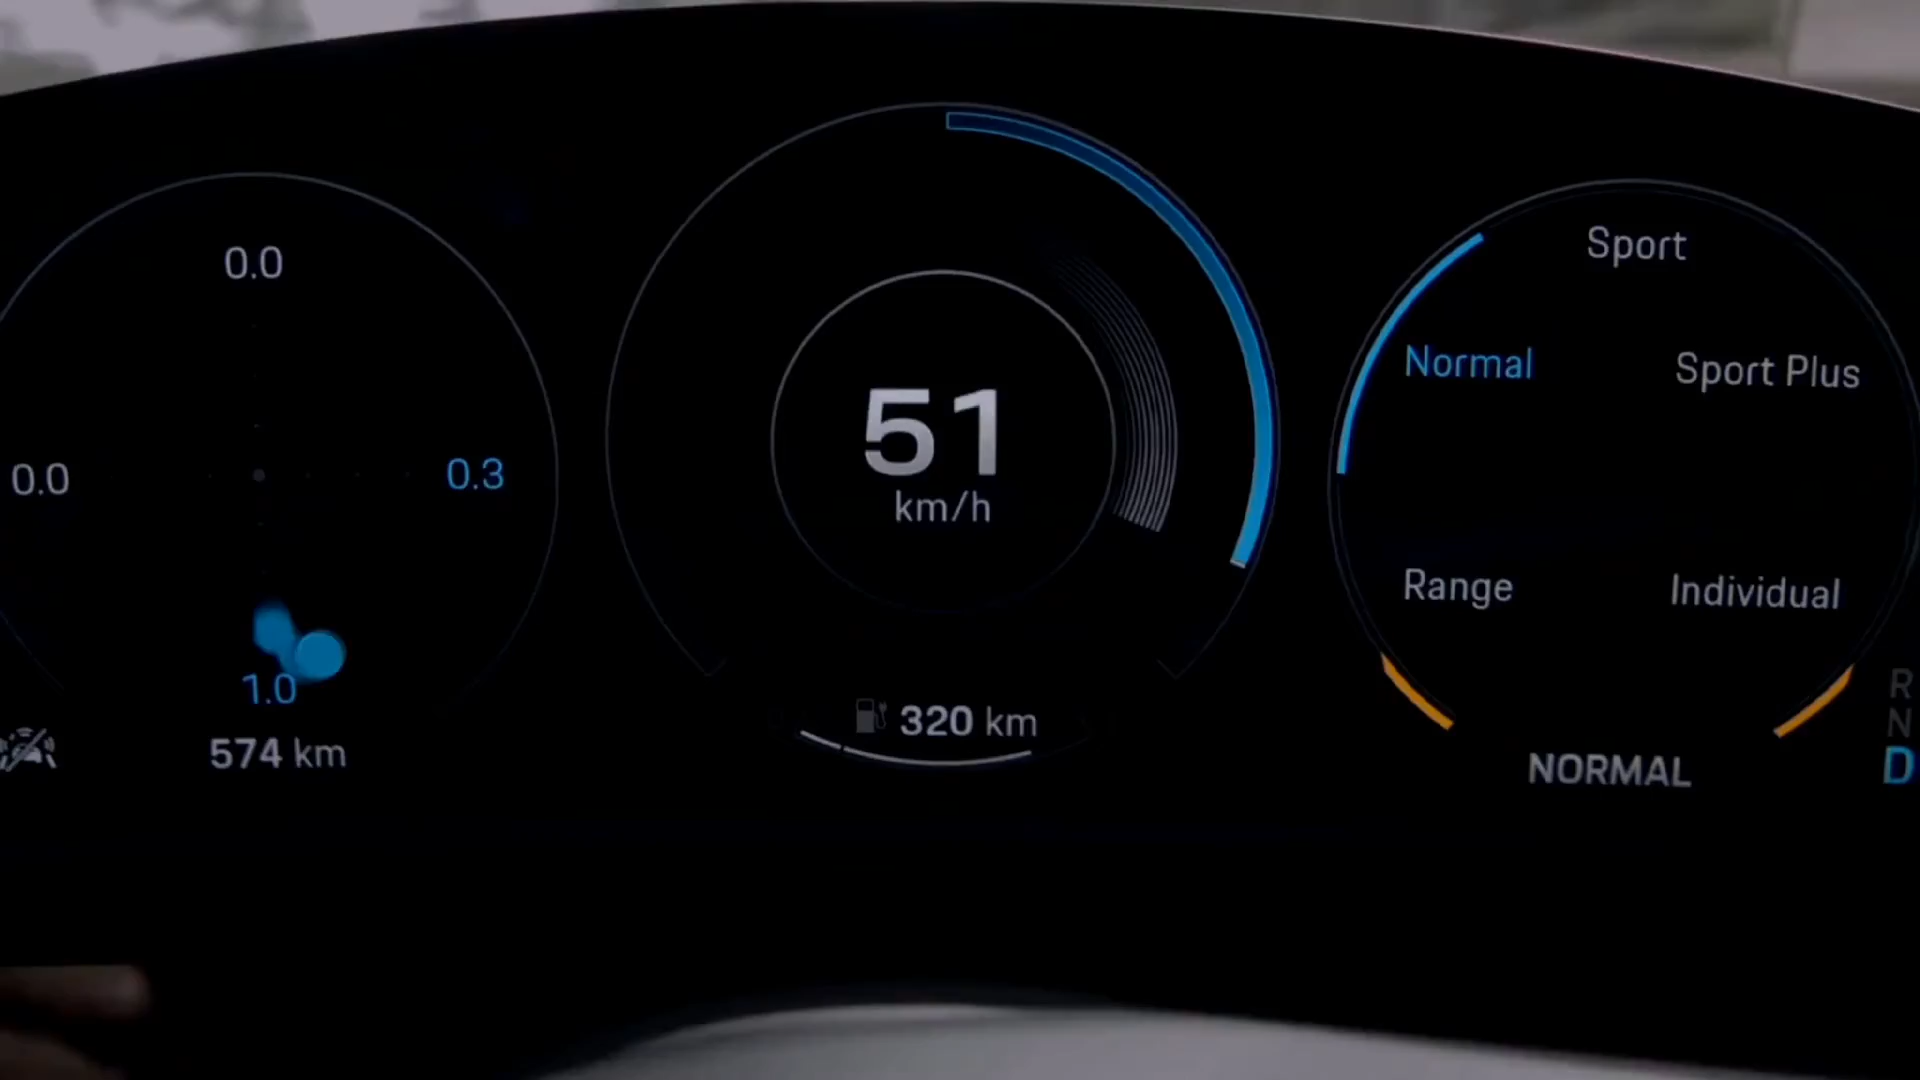 0.0
0.0
0.3
1.0
574 km
51
km/h
320 km
Sport
Normal
Sport Plus
Range
Individual
NORMAL
R
N
D